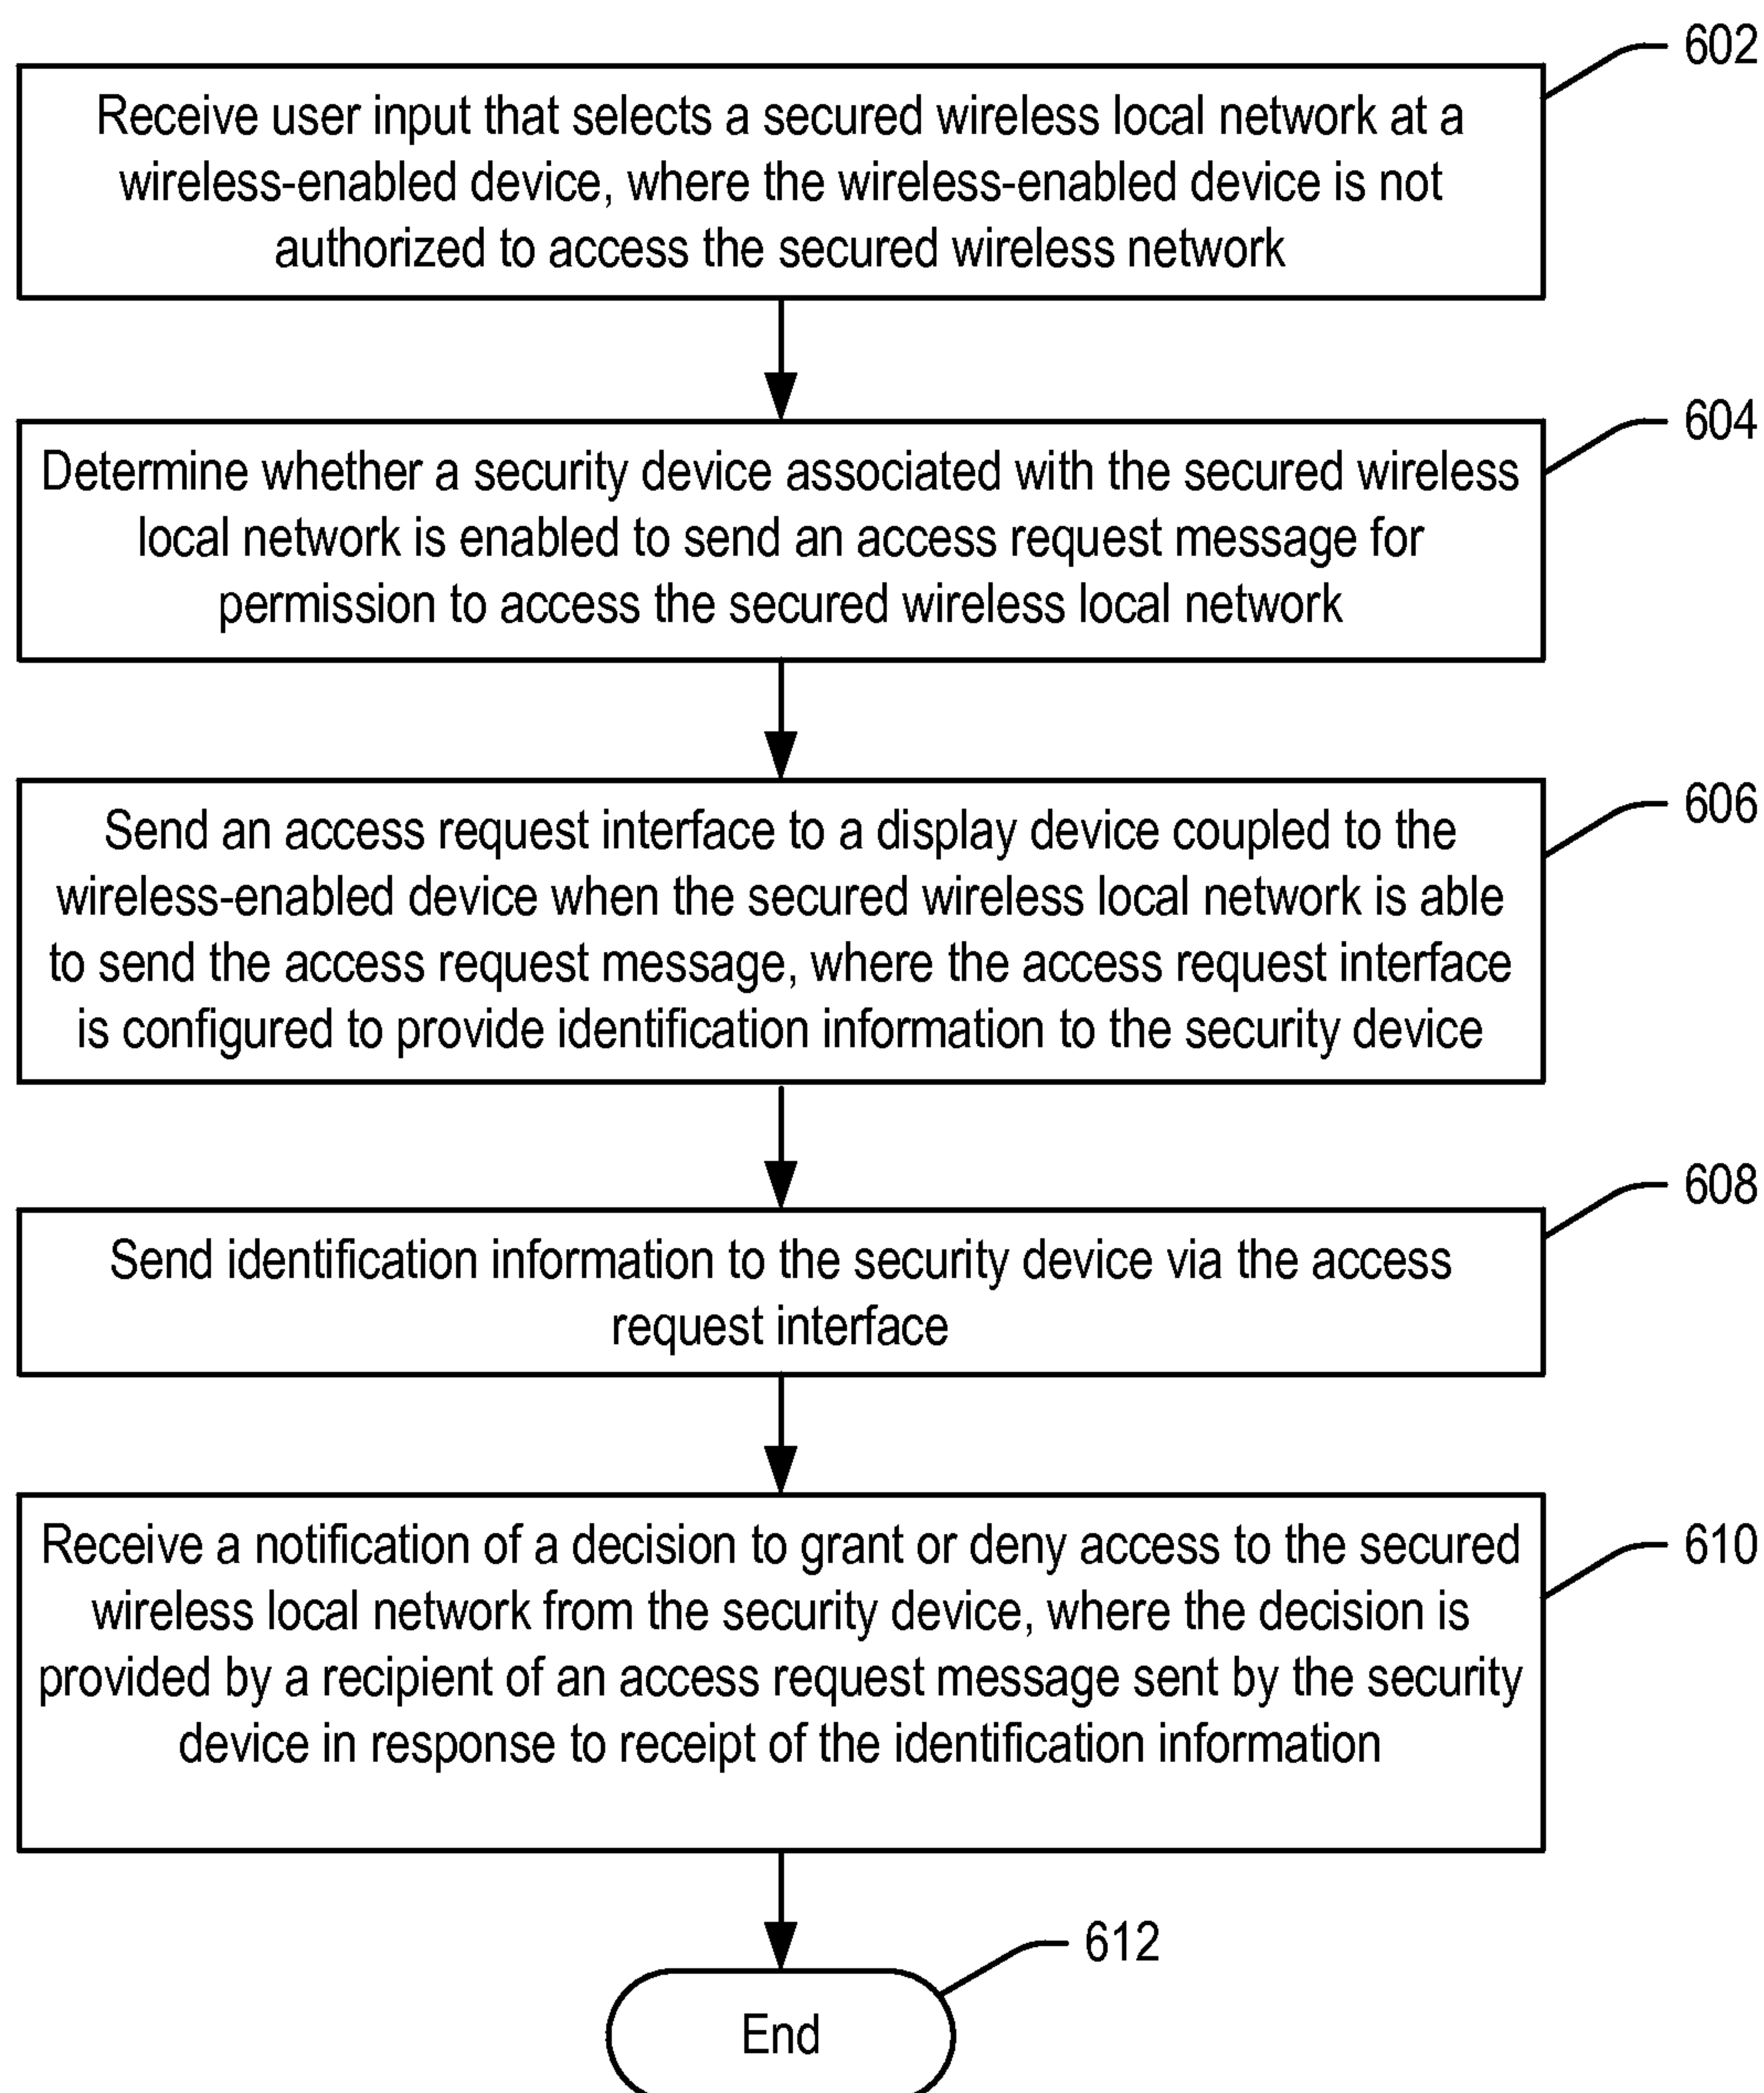 602
Receive user input that selects a secured wireless local network at a
wireless-enabled device, where the wireless-enabled device is not
authorized to access the secured wireless network
604
Determine whether a security device associated with the secured wireless
local network is enabled to send an access request message for
permission to access the secured wireless local network
606
Send an access request interface to a display device coupled to the
wireless-enabled device when the secured wireless local network is able
to send the access request message, where the access request interface
is configured to provide identification information to the security device
608
Send identification information to the security device via the access
request interface
610
Receive a notification of a decision to grant or deny access to the secured
wireless local network from the security device, where the decision is
provided by a recipient of an access request message sent by the security
device in response to receipt of the identification information
612
End